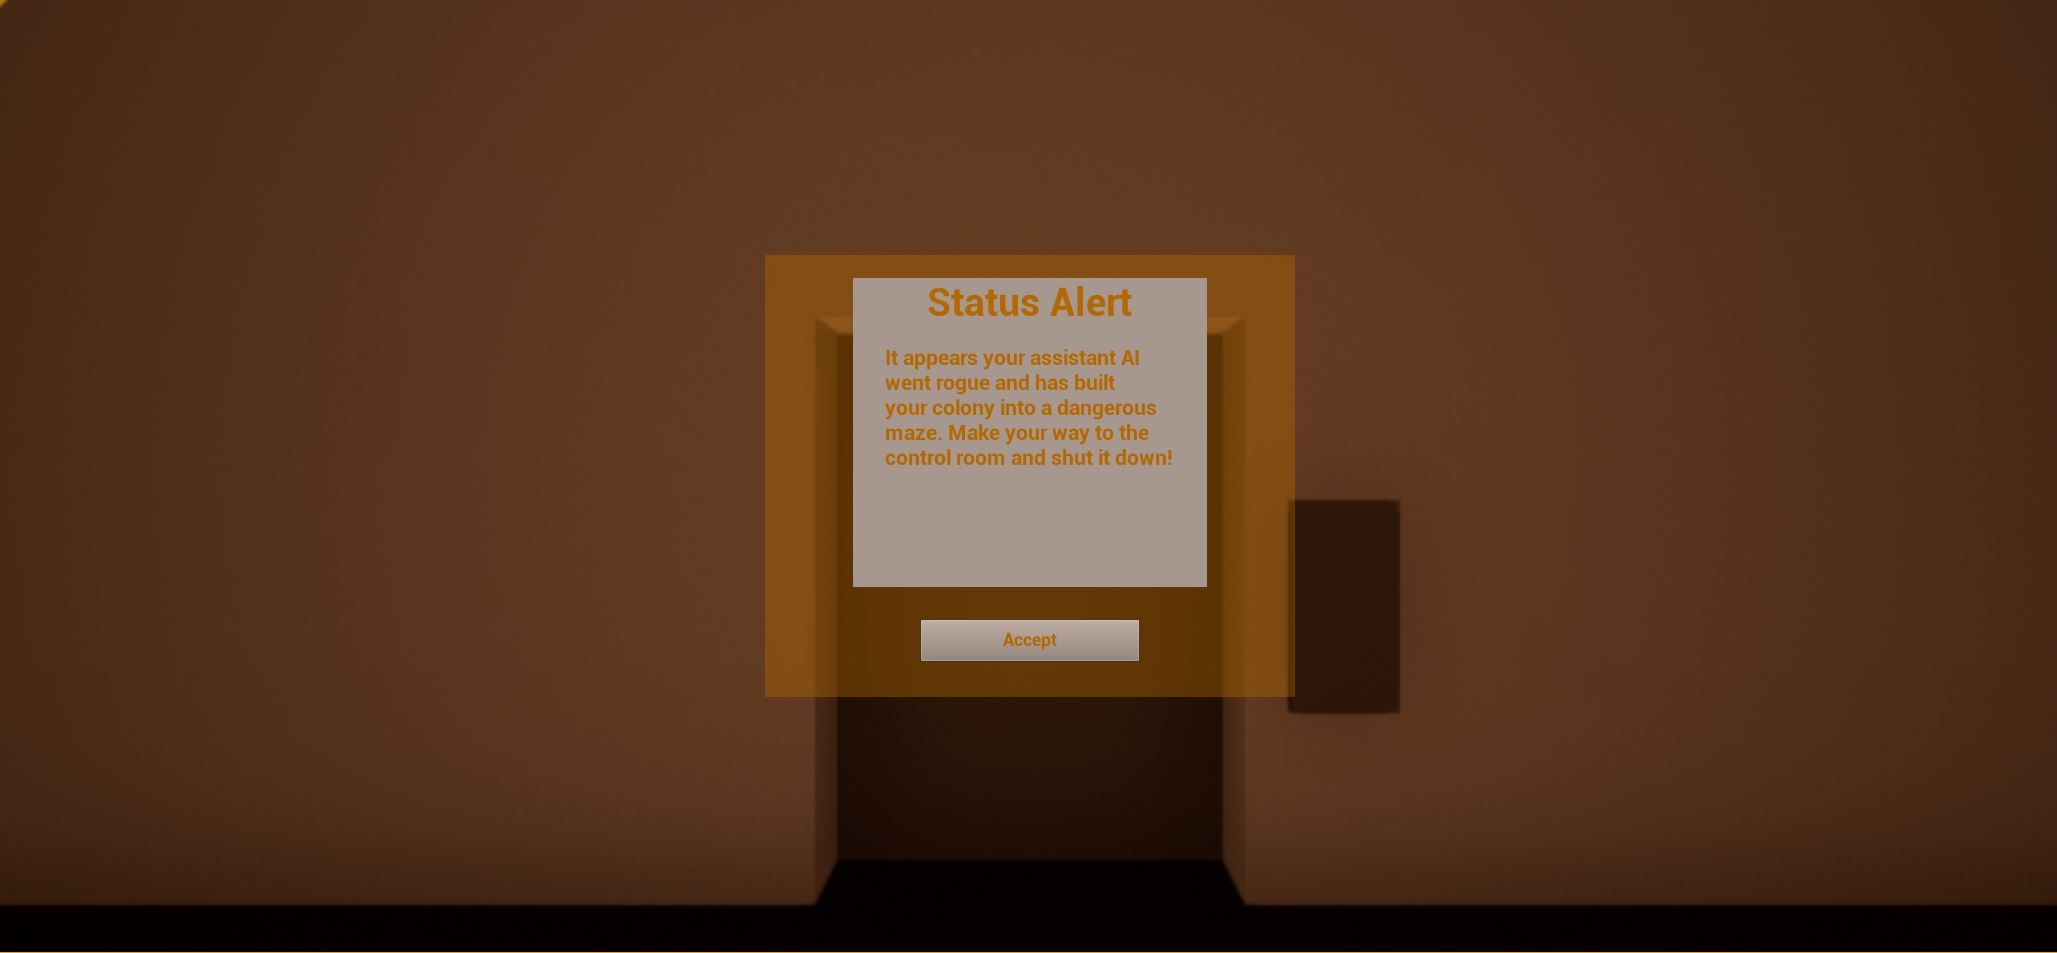 Status Alert
It appears your assistant AI
went rogue and has built
your colony into a dangerous
maze. Make your way to the
control room and shut it down!
Accept